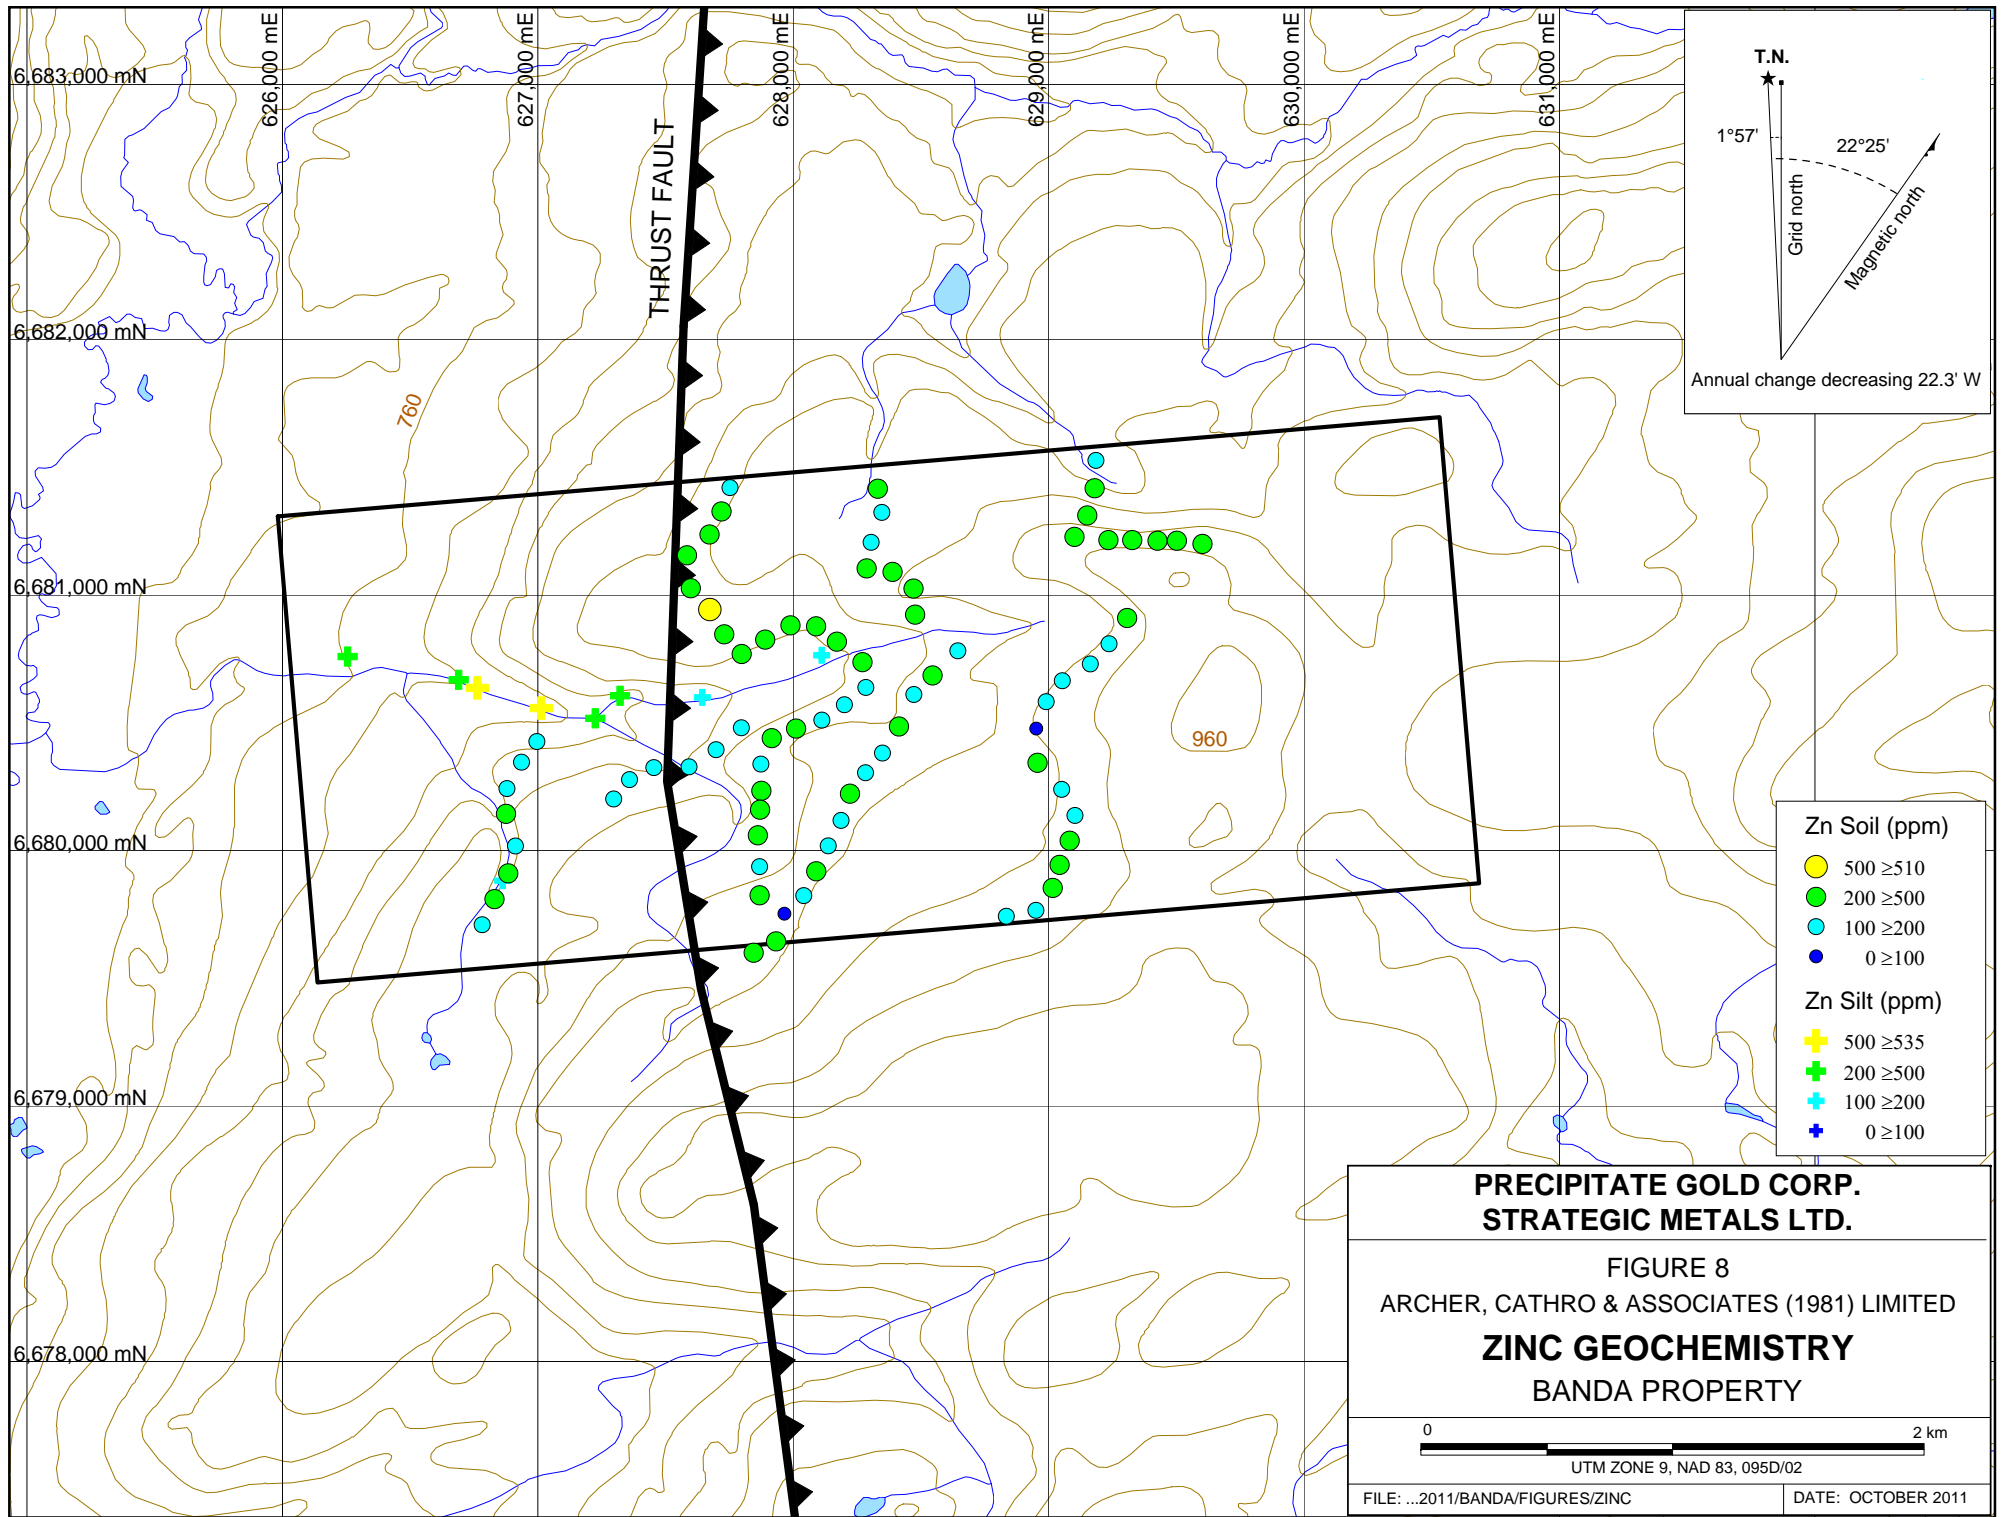 626,000 mE
627,000 mE
628,000 mE
629,000 mE
630,000 mE
631,000 mE
6,683,000 mN
6,682,000 mN
6,681,000 mN
6,680,000 mN
6,679,000 mN
6,678,000 mN
THRUST FAULT
760
960
T.N.
1°57'
22°25'
Grid north
Magnetic north
Annual change decreasing 22.3' W
Zn Soil (ppm)
500 ≥510
200 ≥500
100 ≥200
0 ≥100
Zn Silt (ppm)
500 ≥535
200 ≥500
100 ≥200
0 ≥100
PRECIPITATE GOLD CORP.
STRATEGIC METALS LTD.
FIGURE 8
ARCHER, CATHRO & ASSOCIATES (1981) LIMITED
ZINC GEOCHEMISTRY
BANDA PROPERTY
0 2 km
UTM ZONE 9, NAD 83, 095D/02
FILE: ...2011/BANDA/FIGURES/ZINC
DATE: OCTOBER 2011